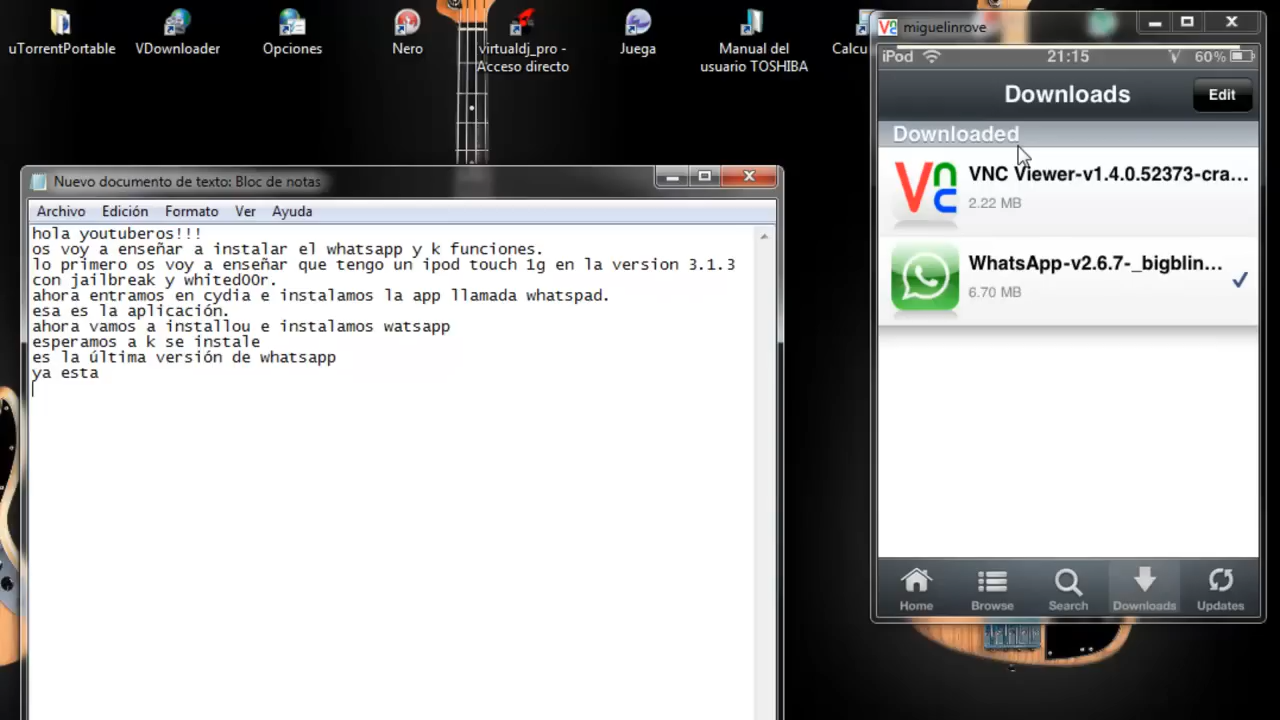 uTorrentPortable
VDownloader
Opciones
Nero
virtualdj_pro -
Acceso directo
Juega
Manual del
usuario TOSHIBA
Calcu
miguelinrove
iPod
21:15
60%
Downloads
Edit
Downloaded
VNC Viewer-v1.4.0.52373-cra...
2.22 MB
WhatsApp-v2.6.7-_bigblin...
6.70 MB
Home
Browse
Search
Downloads
Updates
Nuevo documento de texto: Bloc de notas
Archivo
Edición
Formato
Ver
Ayuda
hola youtuberos!!!
os voy a enseñar a instalar el whatsapp y k funciones.
lo primero os voy a enseñar que tengo un ipod touch 1g en la version 3.1.3
con jailbreak y whited00r.
ahora entramos en cydia e instalamos la app llamada whatspad.
esa es la aplicación.
ahora vamos a installou e instalamos watsapp
esperamos a k se instale
es la última versión de whatsapp
ya esta